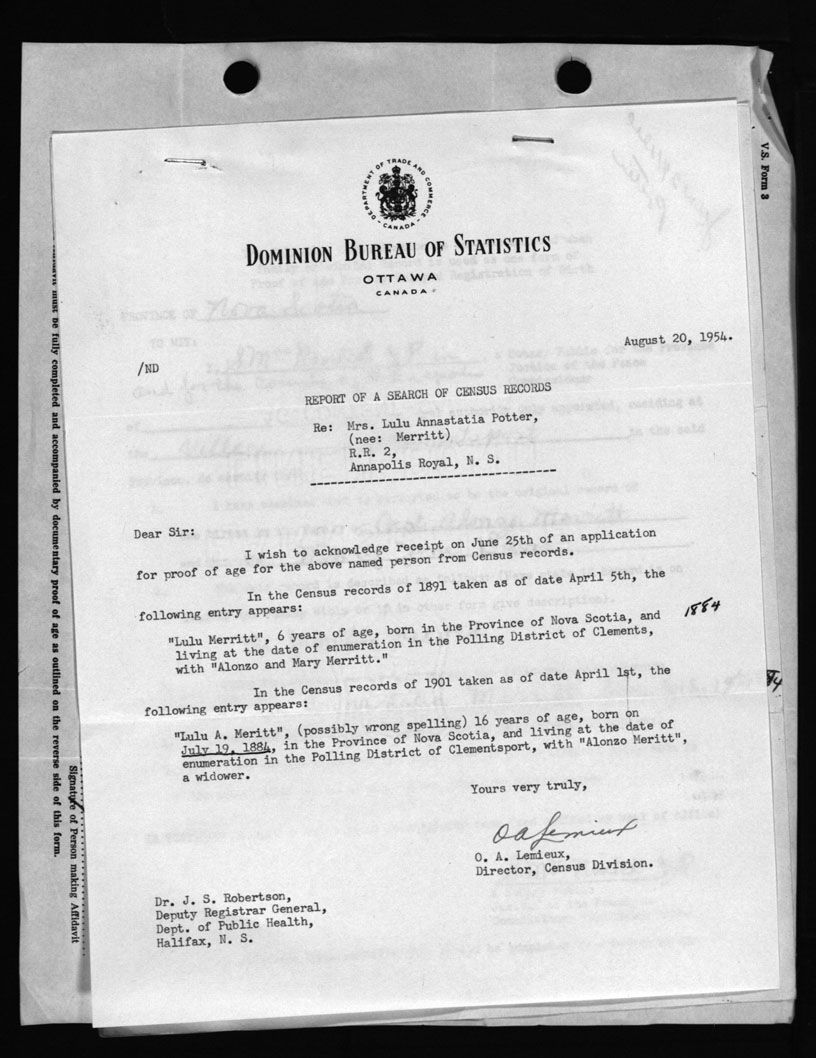 DEPARTMENT OF TRADE AND COMMERCE
CANADA
DOMINION BUREAU OF STATISTICS
OTTAWA
CANADA
August 20, 1954.
/ND
REPORT OF A SEARCH OF CENSUS RECORDS
Re: Mrs. Lulu Annastatia Potter,
(nee: Merritt)
R.R. 2,
Annapolis Royal, N. S.
Dear Sir:
I wish to acknowledge receipt on June 25th of an application
for proof of age for the above named person from Census records.
In the Census records of 1891 taken as of date April 5th, the
following entry appears:
"Lulu Merritt", 6 years of age, born in the Province of Nova Scotia, and
living at the date of enumeration in the Polling District of Clements,
with "Alonzo and Mary Merritt."
1884
In the Census records of 1901 taken as of date April 1st, the
following entry appears:
"Lulu A. Meritt", (possibly wrong spelling) 16 years of age, born on
July 19, 1884, in the Province of Nova Scotia, and living at the date of
enumeration in the Polling District of Clementsport, with "Alonzo Meritt",
a widower.
Yours very truly,
O A Lemieux
O. A. Lemieux,
Director, Census Division.
Dr. J. S. Robertson,
Deputy Registrar General,
Dept. of Public Health,
Halifax, N. S.
V.S. Form 3
must be fully completed and accompanied by documentary proof of age as outlined on the reverse side of this form.
Signature of Person making Affidavit